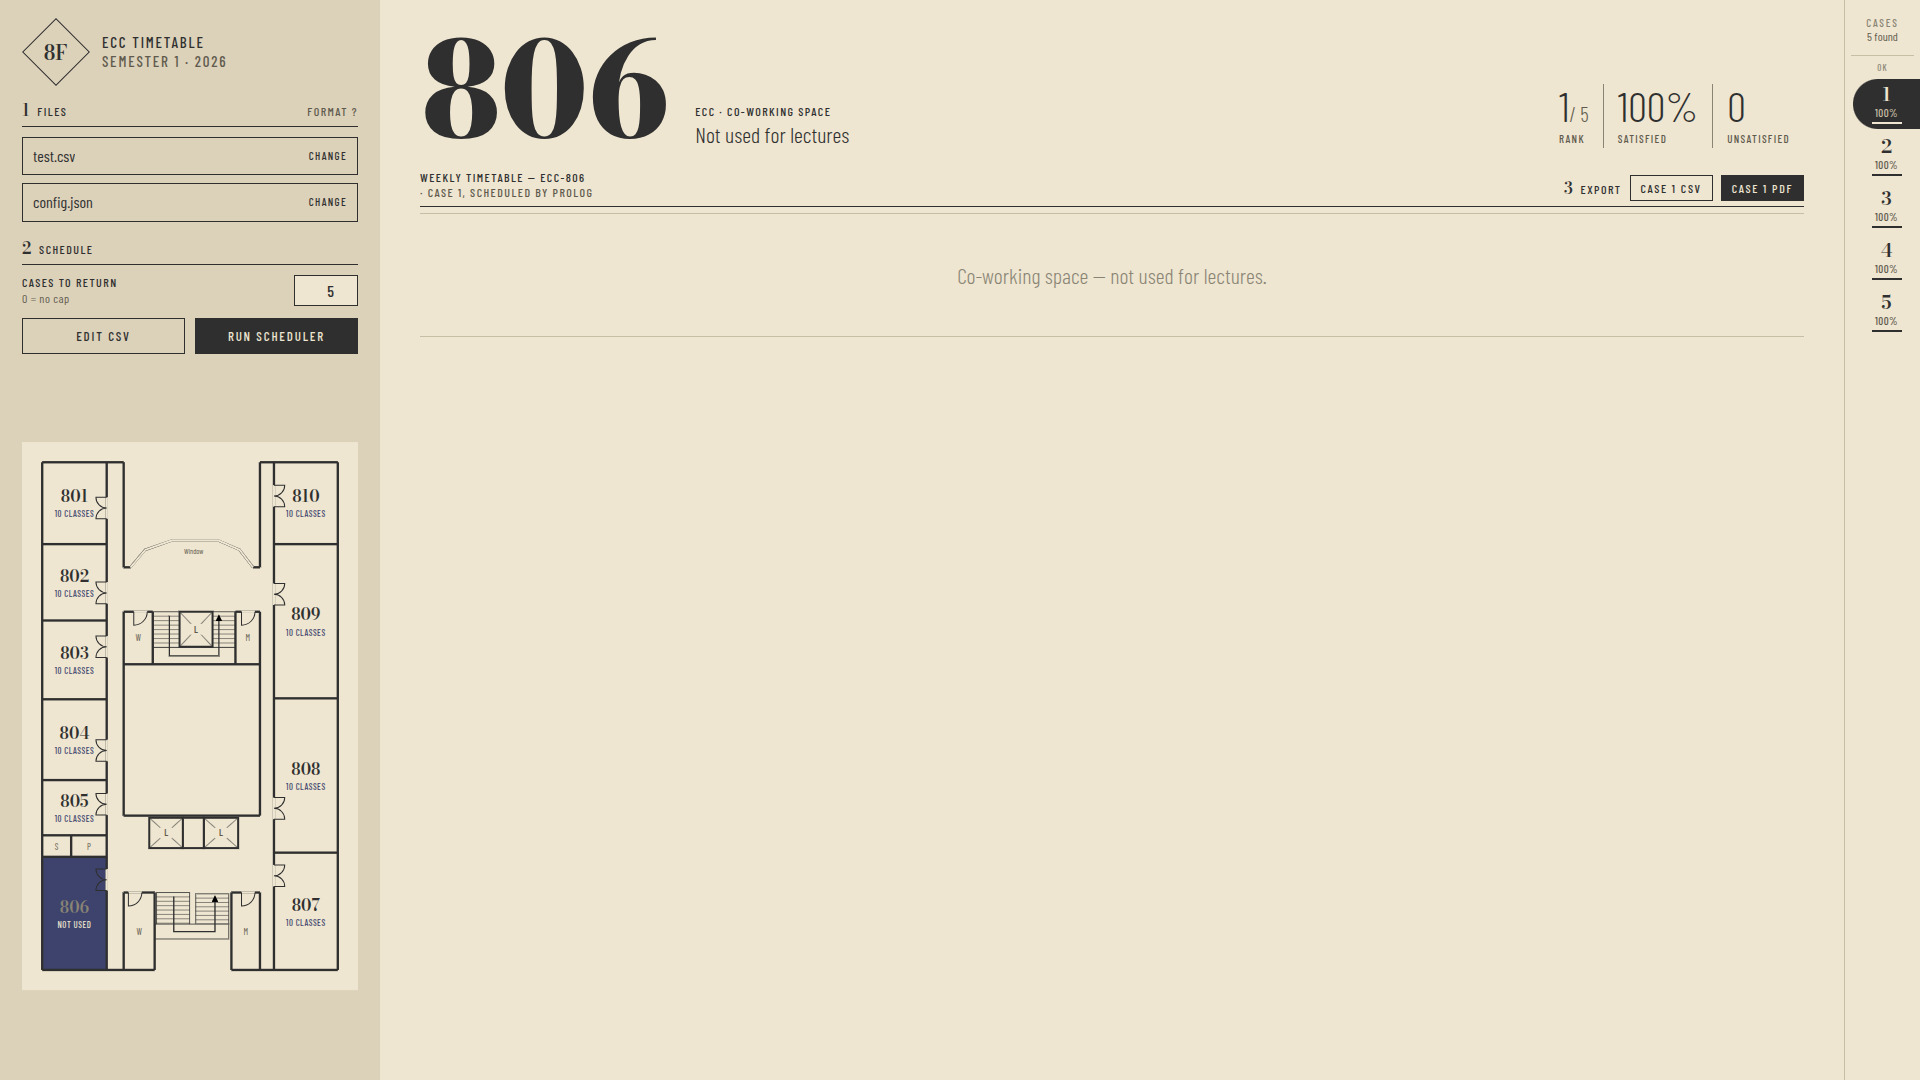 8F
ECC TIMETABLE
SEMESTER 1 · 2026
1 FILES
FORMAT ?
test.csv
CHANGE
config.json
CHANGE
2 SCHEDULE
CASES TO RETURN
0 = no cap
5
EDIT CSV
RUN SCHEDULER
801
10 CLASSES
810
10 CLASSES
Window
802
10 CLASSES
809
10 CLASSES
W
L
M
803
10 CLASSES
804
10 CLASSES
808
10 CLASSES
805
10 CLASSES
L
L
S
P
806
NOT USED
807
10 CLASSES
W
M
806
ECC · CO-WORKING SPACE
Not used for lectures
1/ 5
RANK
100%
SATISFIED
0
UNSATISFIED
WEEKLY TIMETABLE — ECC-806
· CASE 1, SCHEDULED BY PROLOG
3 EXPORT
CASE 1 CSV
CASE 1 PDF
Co-working space — not used for lectures.
CASES
5 found
OK
1
100%
2
100%
3
100%
4
100%
5
100%